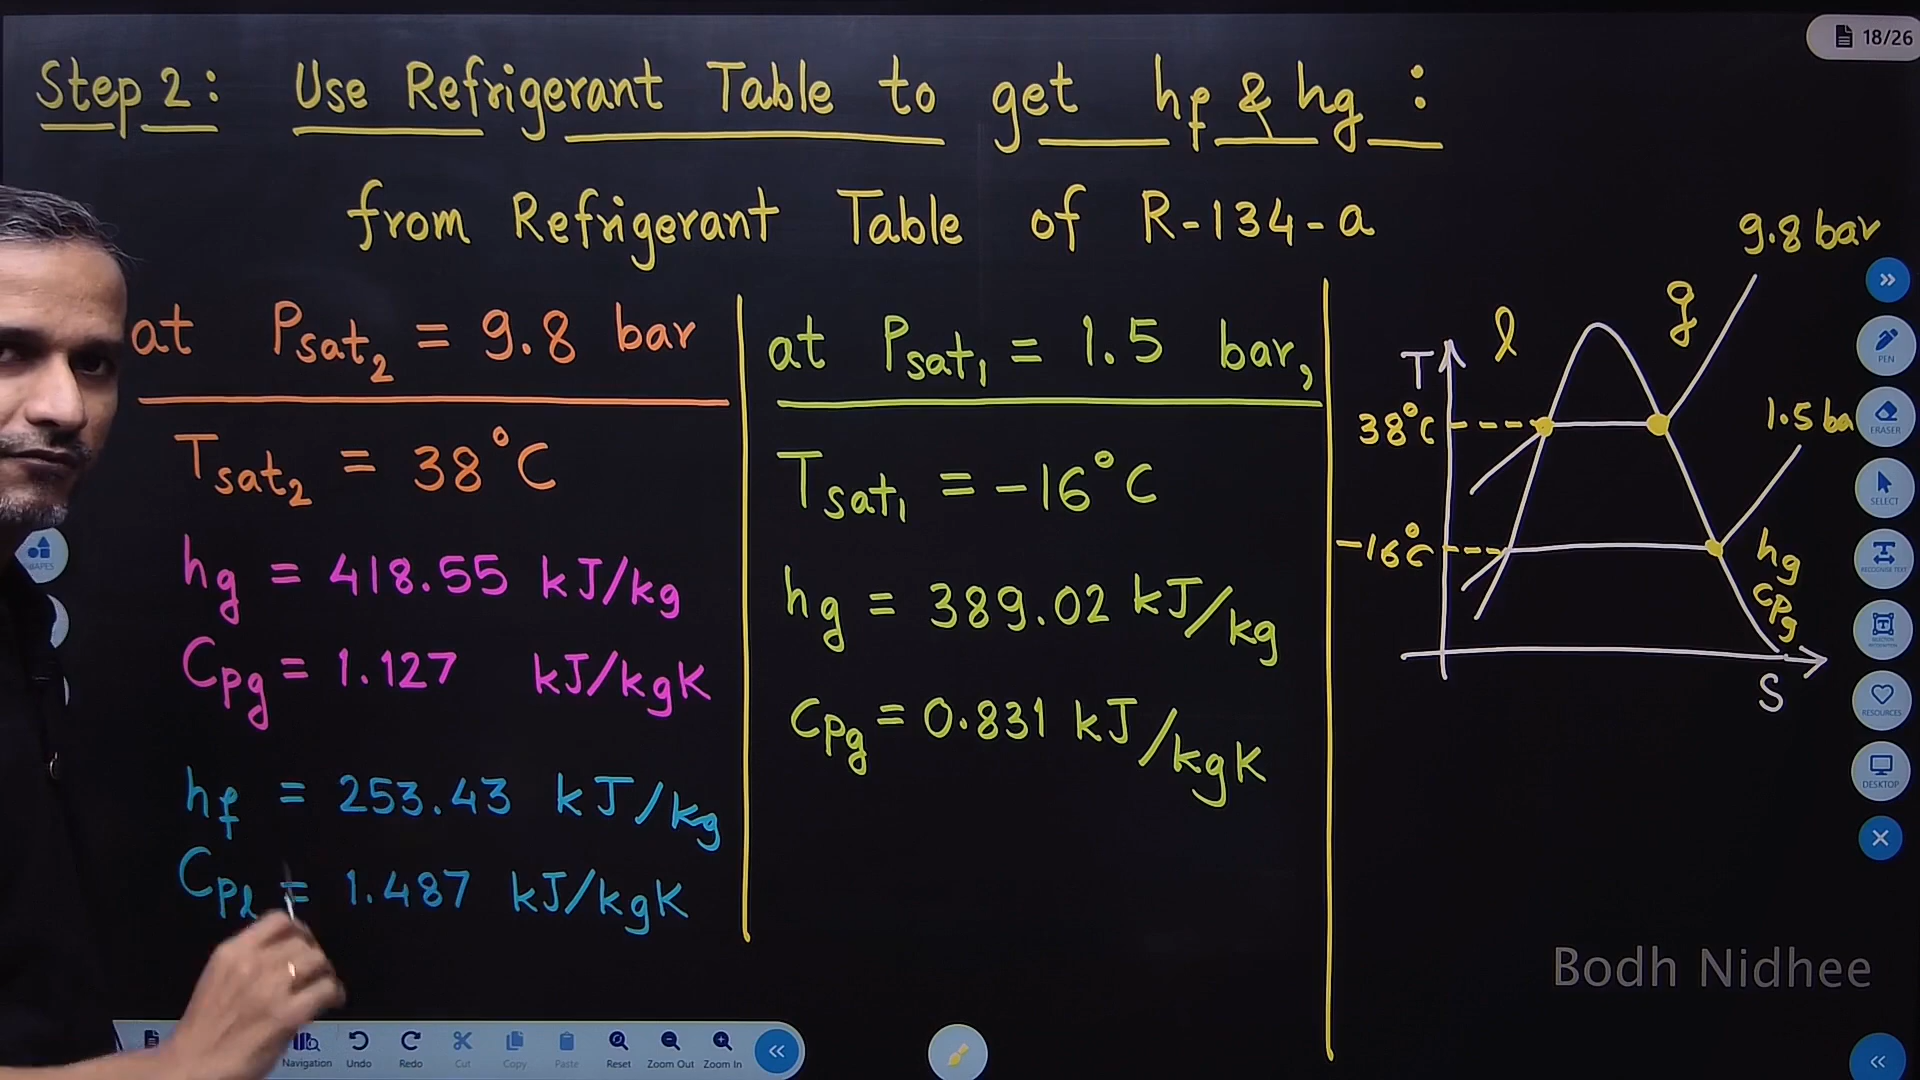 18/26
Step 2: Use Refrigerant Table to get hf & hg :
from Refrigerant Table of R-134-a
at Psat2 = 9.8 bar
Tsat2 = 38°C
hg = 418.55 kJ/kg
Cpg = 1.127 kJ/kgK
hf = 253.43 kJ/kg
Cpl = 1.487 kJ/kgK
at Psat1 = 1.5 bar,
Tsat1 = -16°C
hg = 389.02 kJ/kg
Cpg = 0.831 kJ/kgK
9.8 bar
l
g
T
38°C
1.5 ba
-16°C
hg
Cpg
S
PEN
ERASER
SELECT
RECOGNISE TEXT
RESOURCES
DESKTOP
Bodh Nidhee
Navigation
Undo
Redo
Cut
Copy
Paste
Reset
Zoom Out
Zoom In